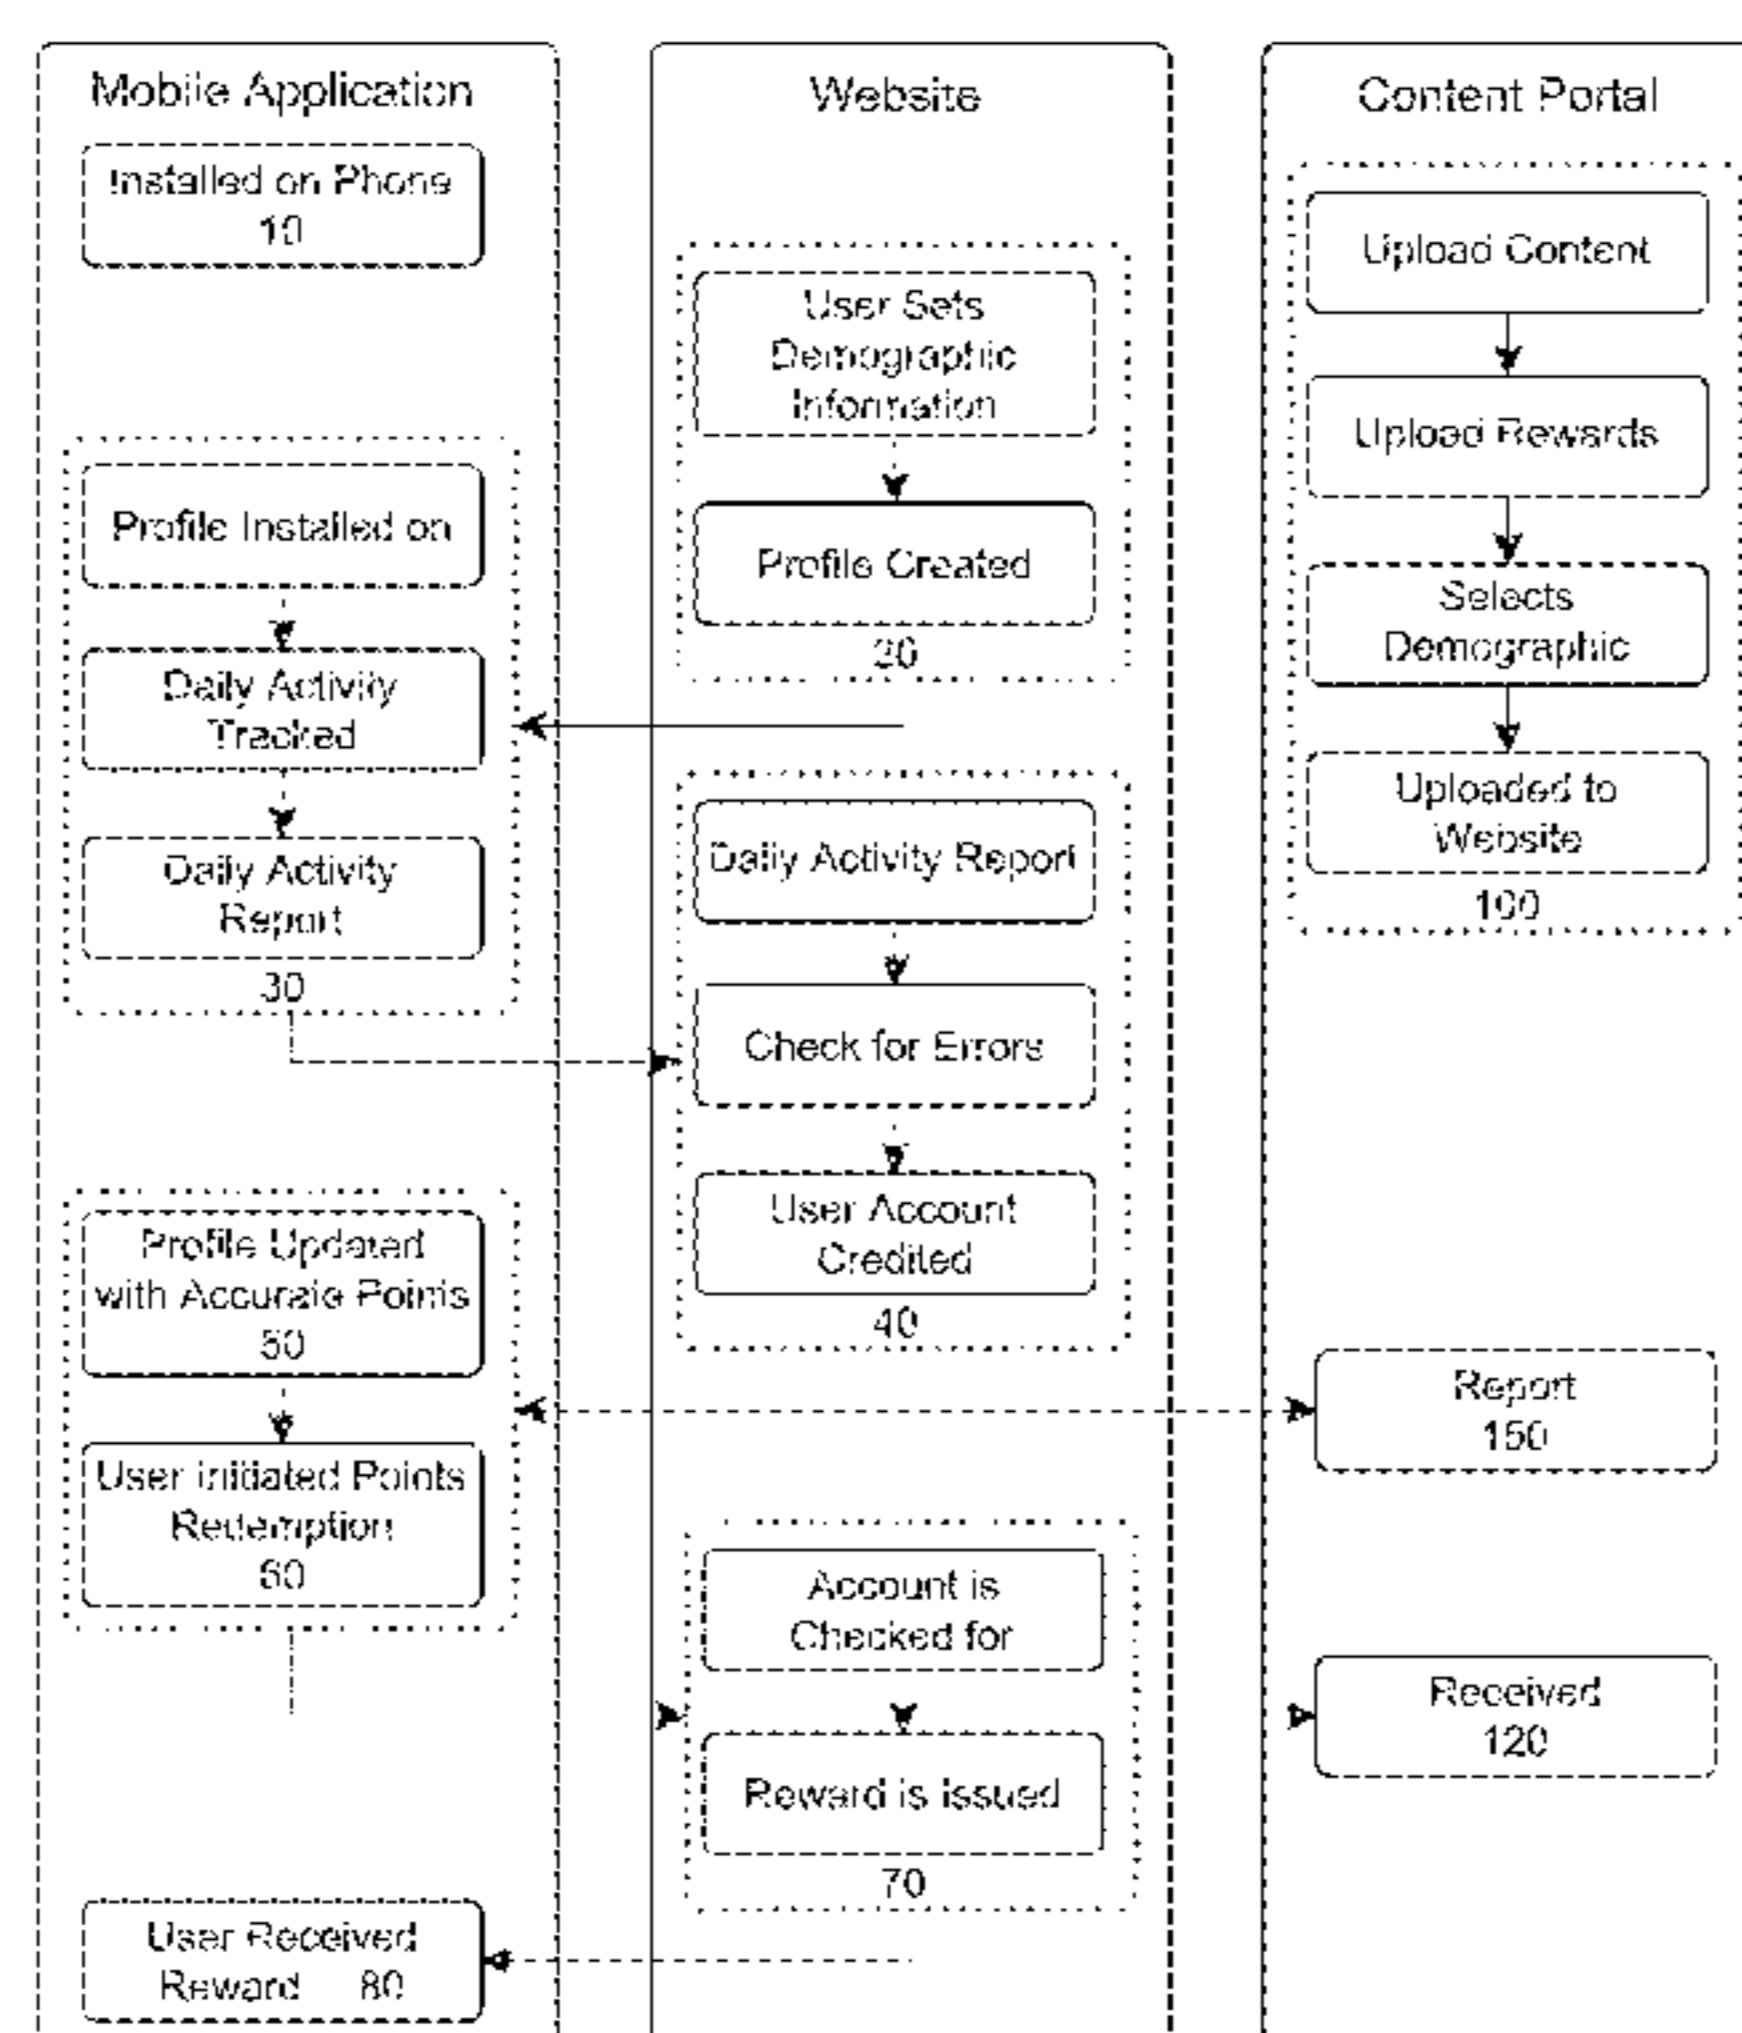 Mobile Application
Installed on Phone
10
Profile Installed on
Daily Activity
Tracked
Daily Activity
Report
30
Profile Updated
with Accurate Points
50
User initiated Points
Redemption
60
User Received
Reward 80
Website
User Sets
Demographic
Information
Profile Created
20
Daily Activity Report
Check for Errors
User Account
Credited
40
Account is
Checked for
Reward is issued
70
Content Portal
Upload Content
Upload Rewards
Selects
Demographic
Uploaded to
Website
100
Report
150
Received
120